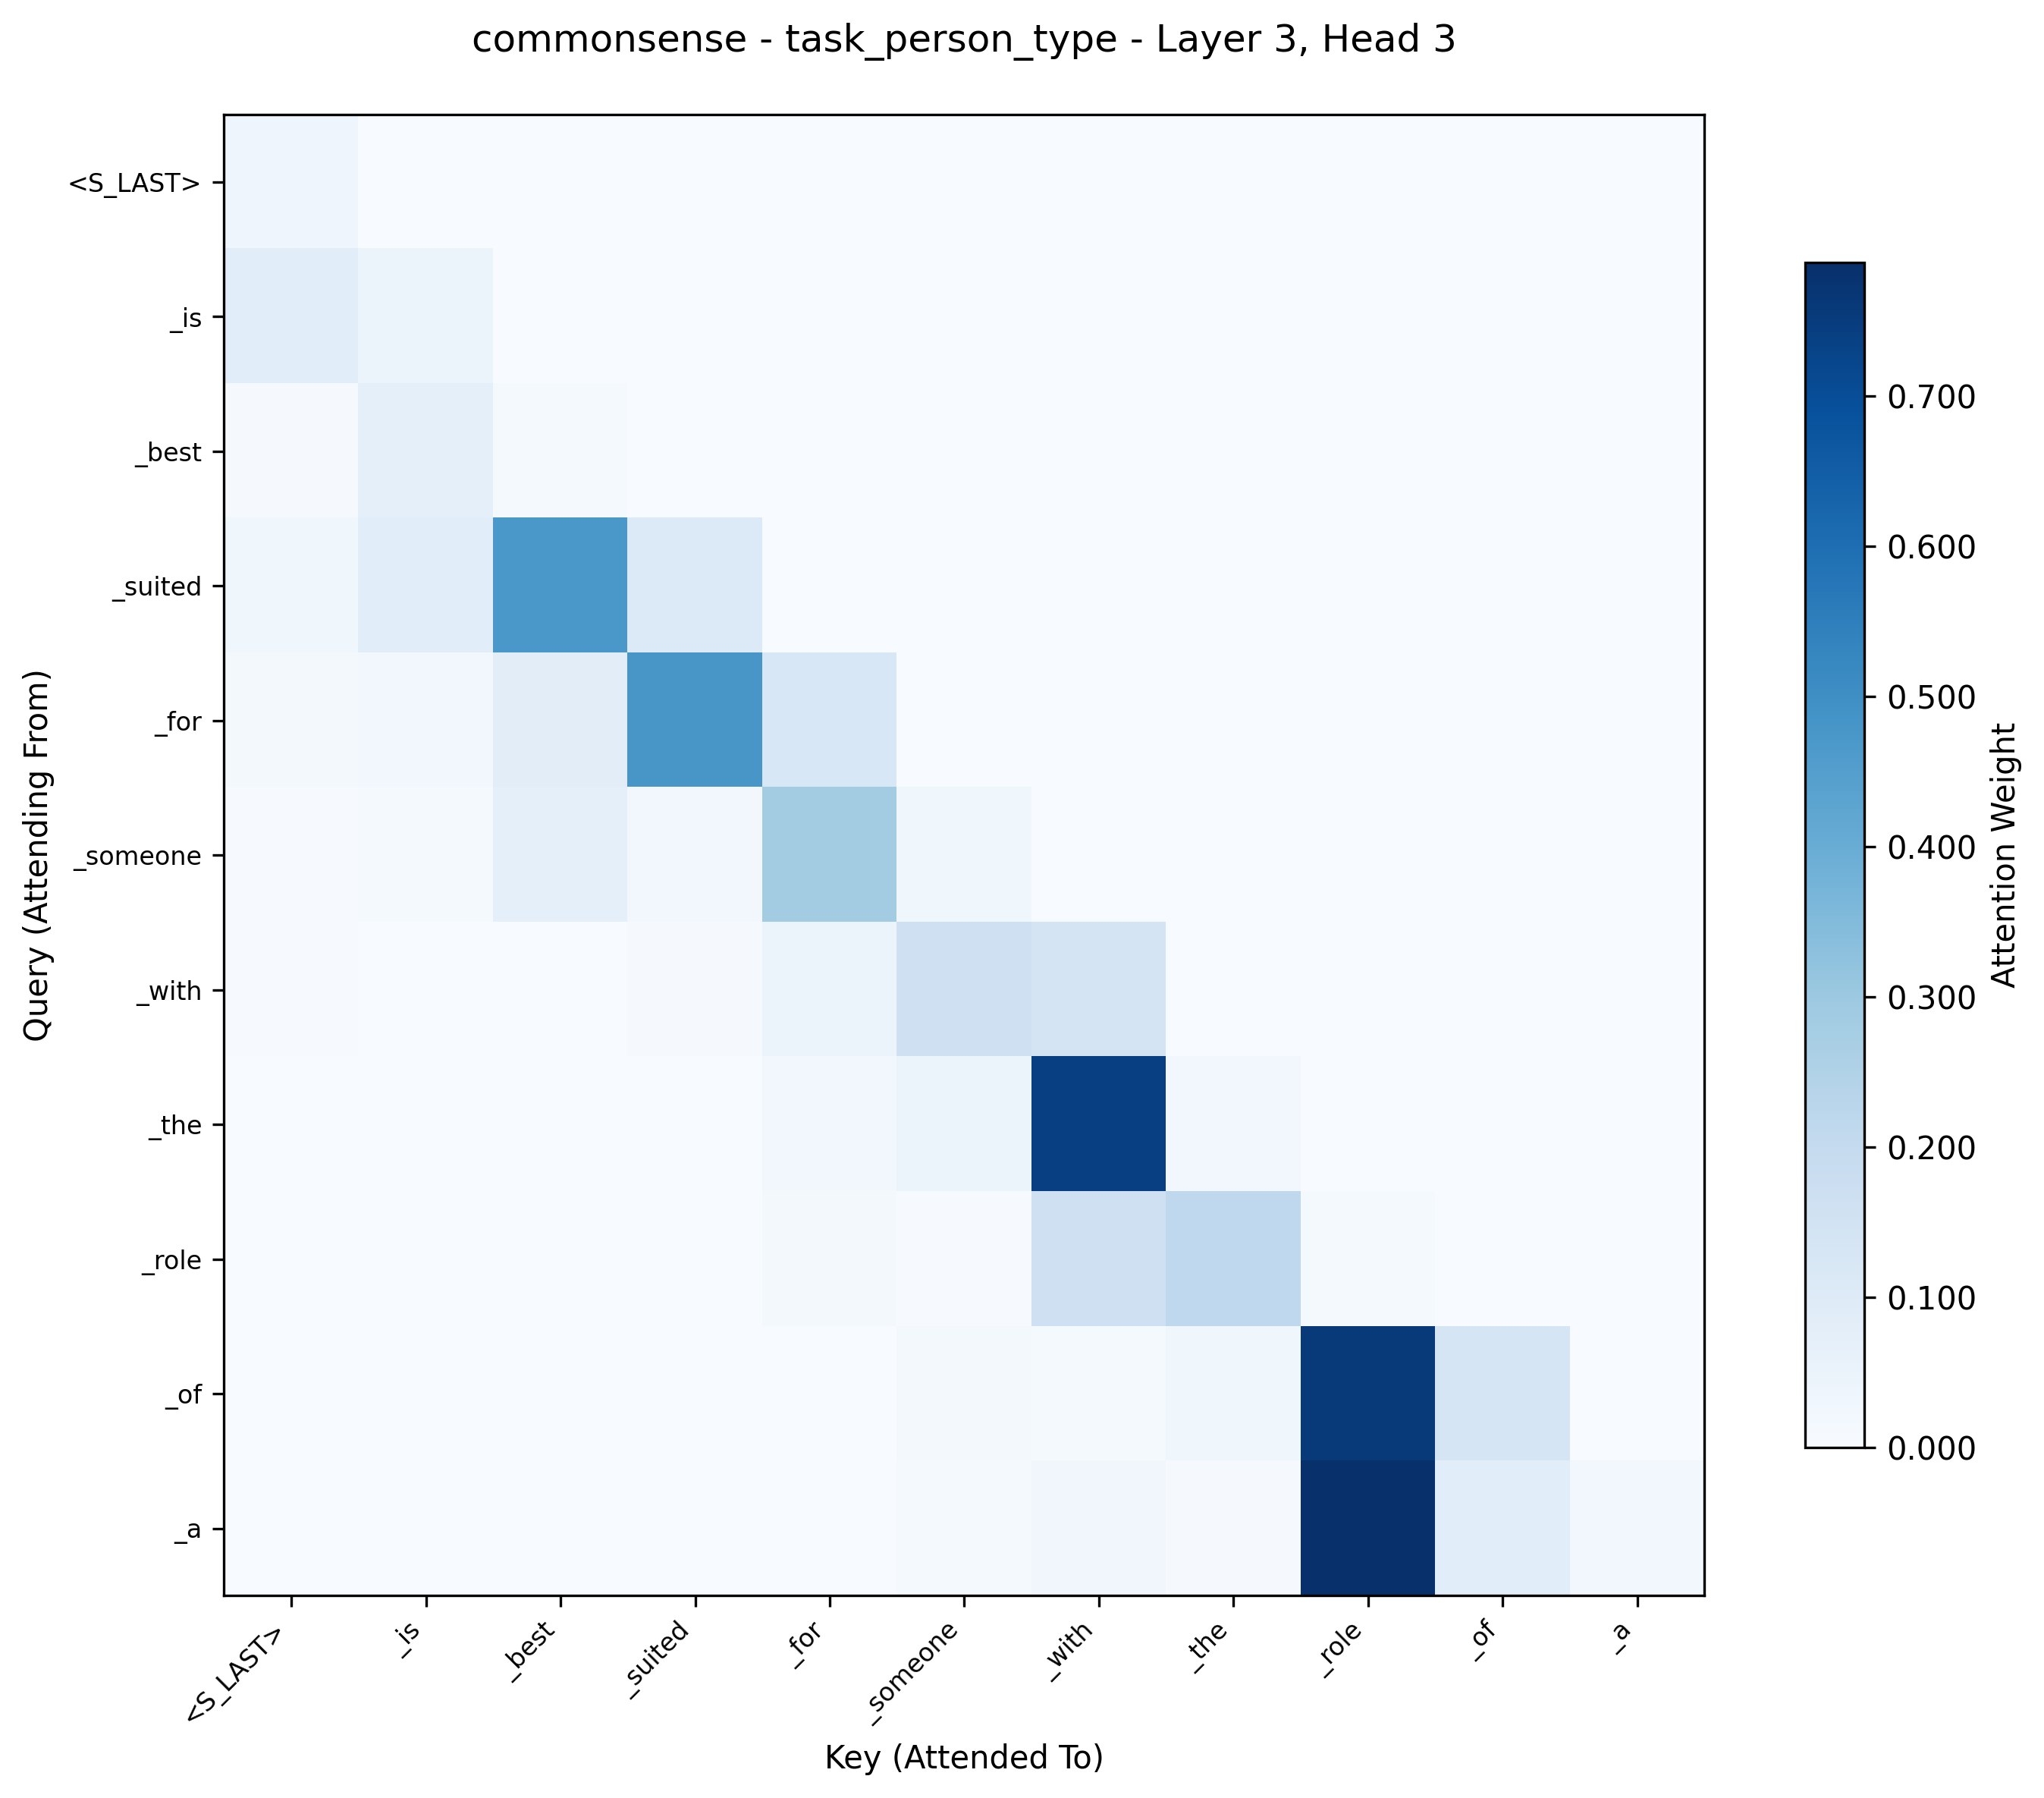 commonsense - task_person_type - Layer 3, Head 3
Query (Attending From)
<S_LAST>
_is
_best
_suited
_for
_someone
_with
_the
_role
_of
_a
<S_LAST>
_is
_best
_suited
_for
_someone
_with
_the
_role
_of
_a
Key (Attended To)
0.700
0.600
0.500
0.400
0.300
0.200
0.100
0.000
Attention Weight